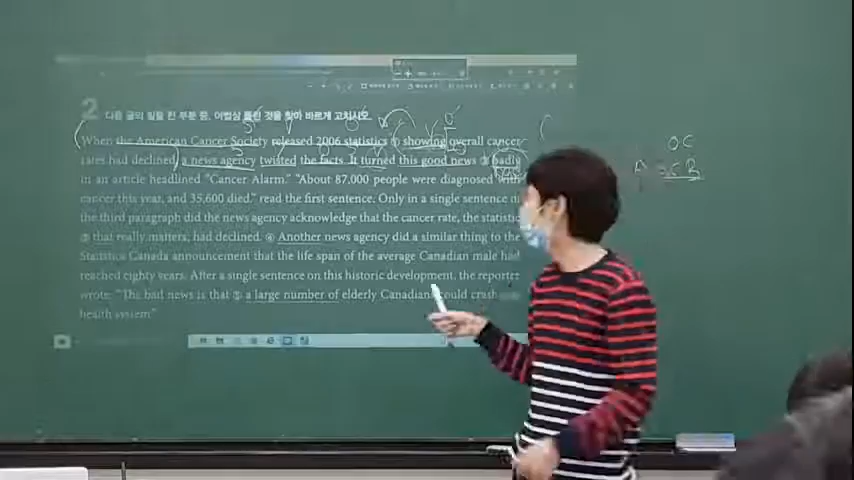 2 다음 글의 밑줄 친 부분 중, 어법상 틀린 것을 찾아 바르게 고치시오.
When the American Cancer Society released 2006 statistics ① showing overall cancer
rates had declined, a news agency twisted the facts. It turned this good news ② badly
in an article headlined "Cancer Alarm." "About 87,000 people were diagnosed with
cancer this year, and 35,600 died," read the first sentence. Only in a single sentence
the third paragraph did the news agency acknowledge that the cancer rate, the statistic
③ that really matters, had declined. ④ Another news agency did a similar thing to the
Statistics Canada announcement that the life span of the average Canadian male had
reached eighty years. After a single sentence on this historic development, the reporter
wrote: "The bad news is that ⑤ a large number of elderly Canadians could crash
health system."
OC